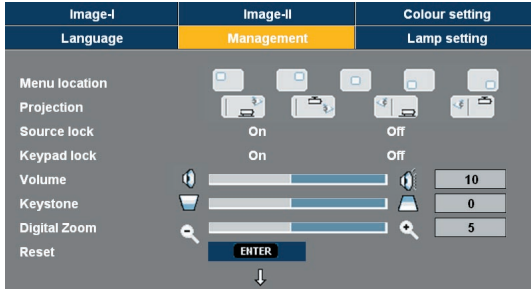 Image-I Image-II Colour setting
Language Management Lamp setting
Menu location
Projection
Source lock On Off
Keypad lock On Off
Volume 10
Keystone 0
Digital Zoom 5
Reset ENTER